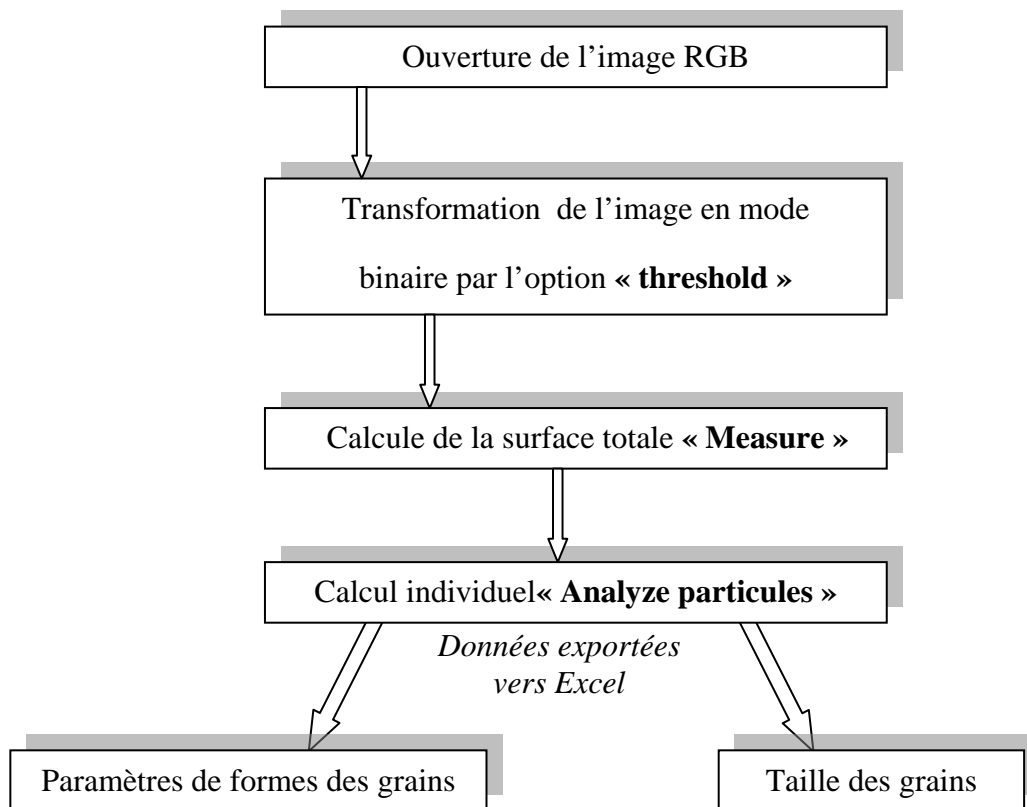 Ouverture de l’image RGB
Transformation de l’image en mode
binaire par l’option « threshold »
Calcule de la surface totale « Measure »
Calcul individuel« Analyze particules »
Données exportées
vers Excel
Paramètres de formes des grains
Taille des grains